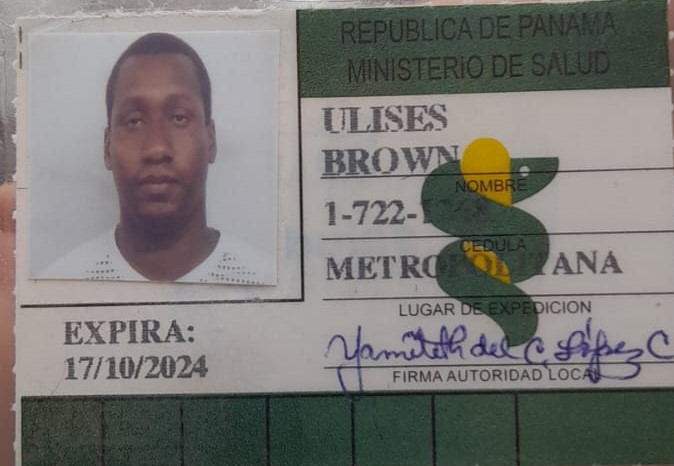 REPUBLICA DE PANAMA
MINISTERIO DE SALUD
ULISES
BROWN
NOMBRE
1-722-
CEDULA
METROPOLITANA
LUGAR DE EXPEDICION
EXPIRA:
17/10/2024
Yamileth del C. López C
FIRMA AUTORIDAD LOCAL